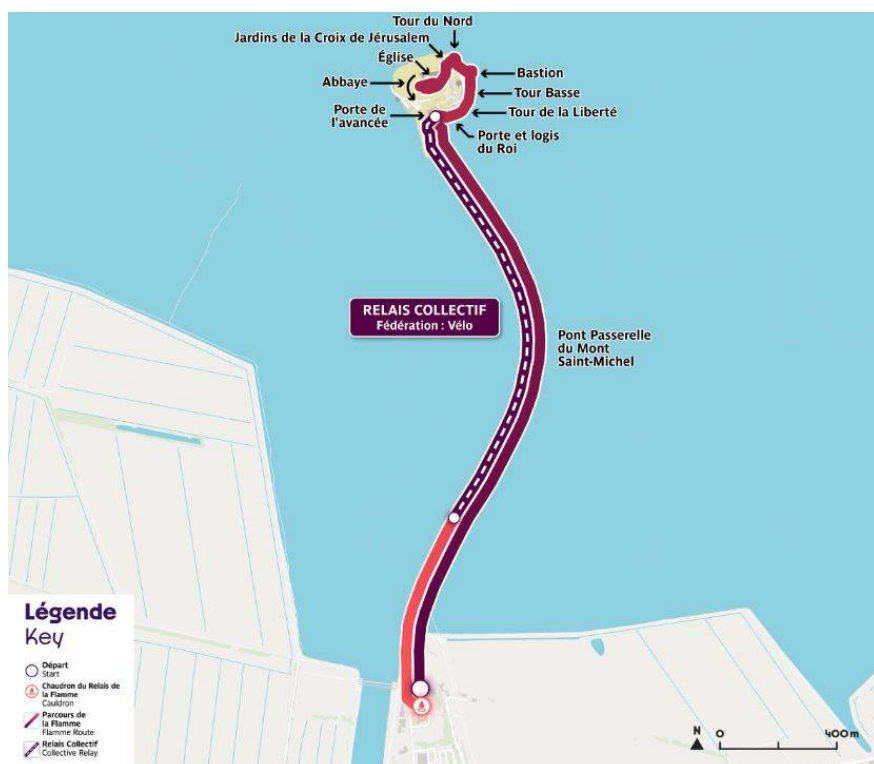 Tour du Nord
Jardins de la Croix de Jérusalem
Église
Abbaye
Bastion
Tour Basse
Tour de la Liberté
Porte de
l'avancée
Porte et logis
du Roi
RELAIS COLLECTIF
Fédération : Vélo
Pont Passerelle
du Mont
Saint-Michel
Légende
Key
Départ
Start
Chaudron du Relais de
la Flamme
Cauldron
Parcours de
la Flamme
Flamme Route
Relais Collectif
Collective Relay
N 0 400 m